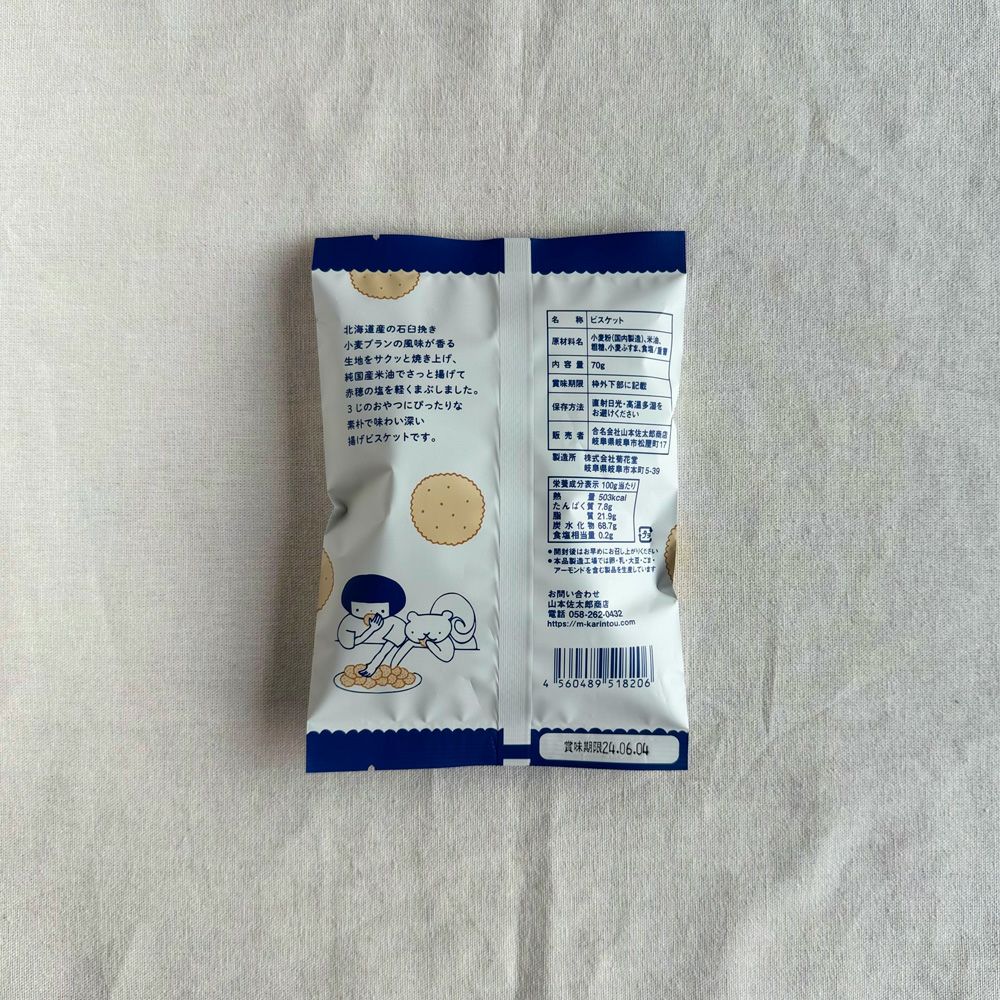 北海道産の石臼挽き
小麦ブランの風味が香る
生地をサクッと焼き上げ、
純国産米油でさっと揚げて
赤穂の塩を軽くまぶしました。
3じのおやつにぴったりな
素朴で味わい深い
揚げビスケットです。
名 称 ビスケット
原材料名 小麦粉(国内製造)、米油、
粗糖、小麦ふすま、食塩/重曹
内容量 70g
賞味期限 枠外下部に記載
保存方法 直射日光・高温多湿を
お避けください
販売者 合名会社山本佐太郎商店
岐阜県岐阜市松屋町17
製造所 株式会社菊花堂
岐阜県岐阜市本町5-39
栄養成分表示 100g当たり
熱量 503kcal
たんぱく質 7.8g
脂質 21.9g
炭水化物 68.7g
食塩相当量 0.2g
プラ
●開封後はお早めにお召し上がりください
●本品製造工場では卵・乳・大豆・ごま・
アーモンドを含む製品を生産しています
お問い合わせ
山本佐太郎商店
電話 058-262-0432
https://m-karintou.com
4 560489 518206
賞味期限24.06.04